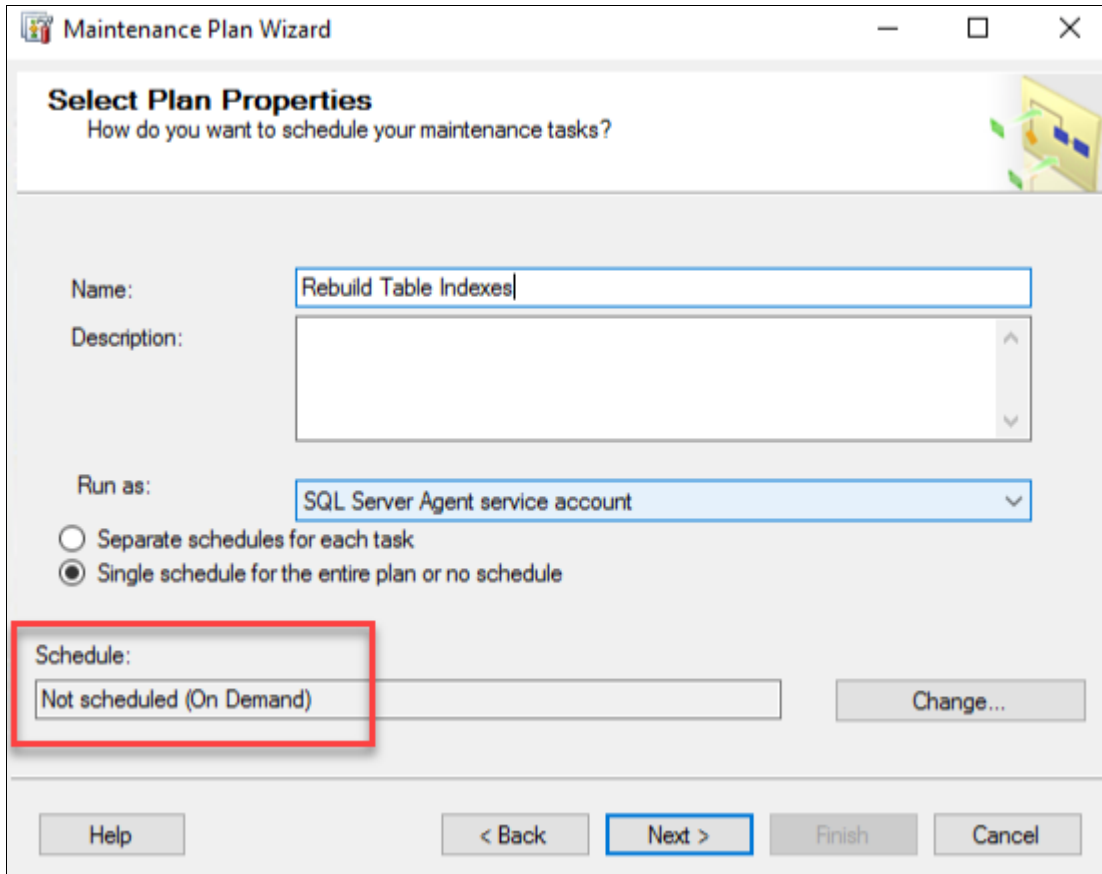 Maintenance Plan Wizard
Select Plan Properties
How do you want to schedule your maintenance tasks?
Name:
Rebuild Table Indexes
Description:
Run as:
SQL Server Agent service account
Separate schedules for each task
Single schedule for the entire plan or no schedule
Schedule:
Not scheduled (On Demand)
Change...
Help
< Back
Next >
Finish
Cancel